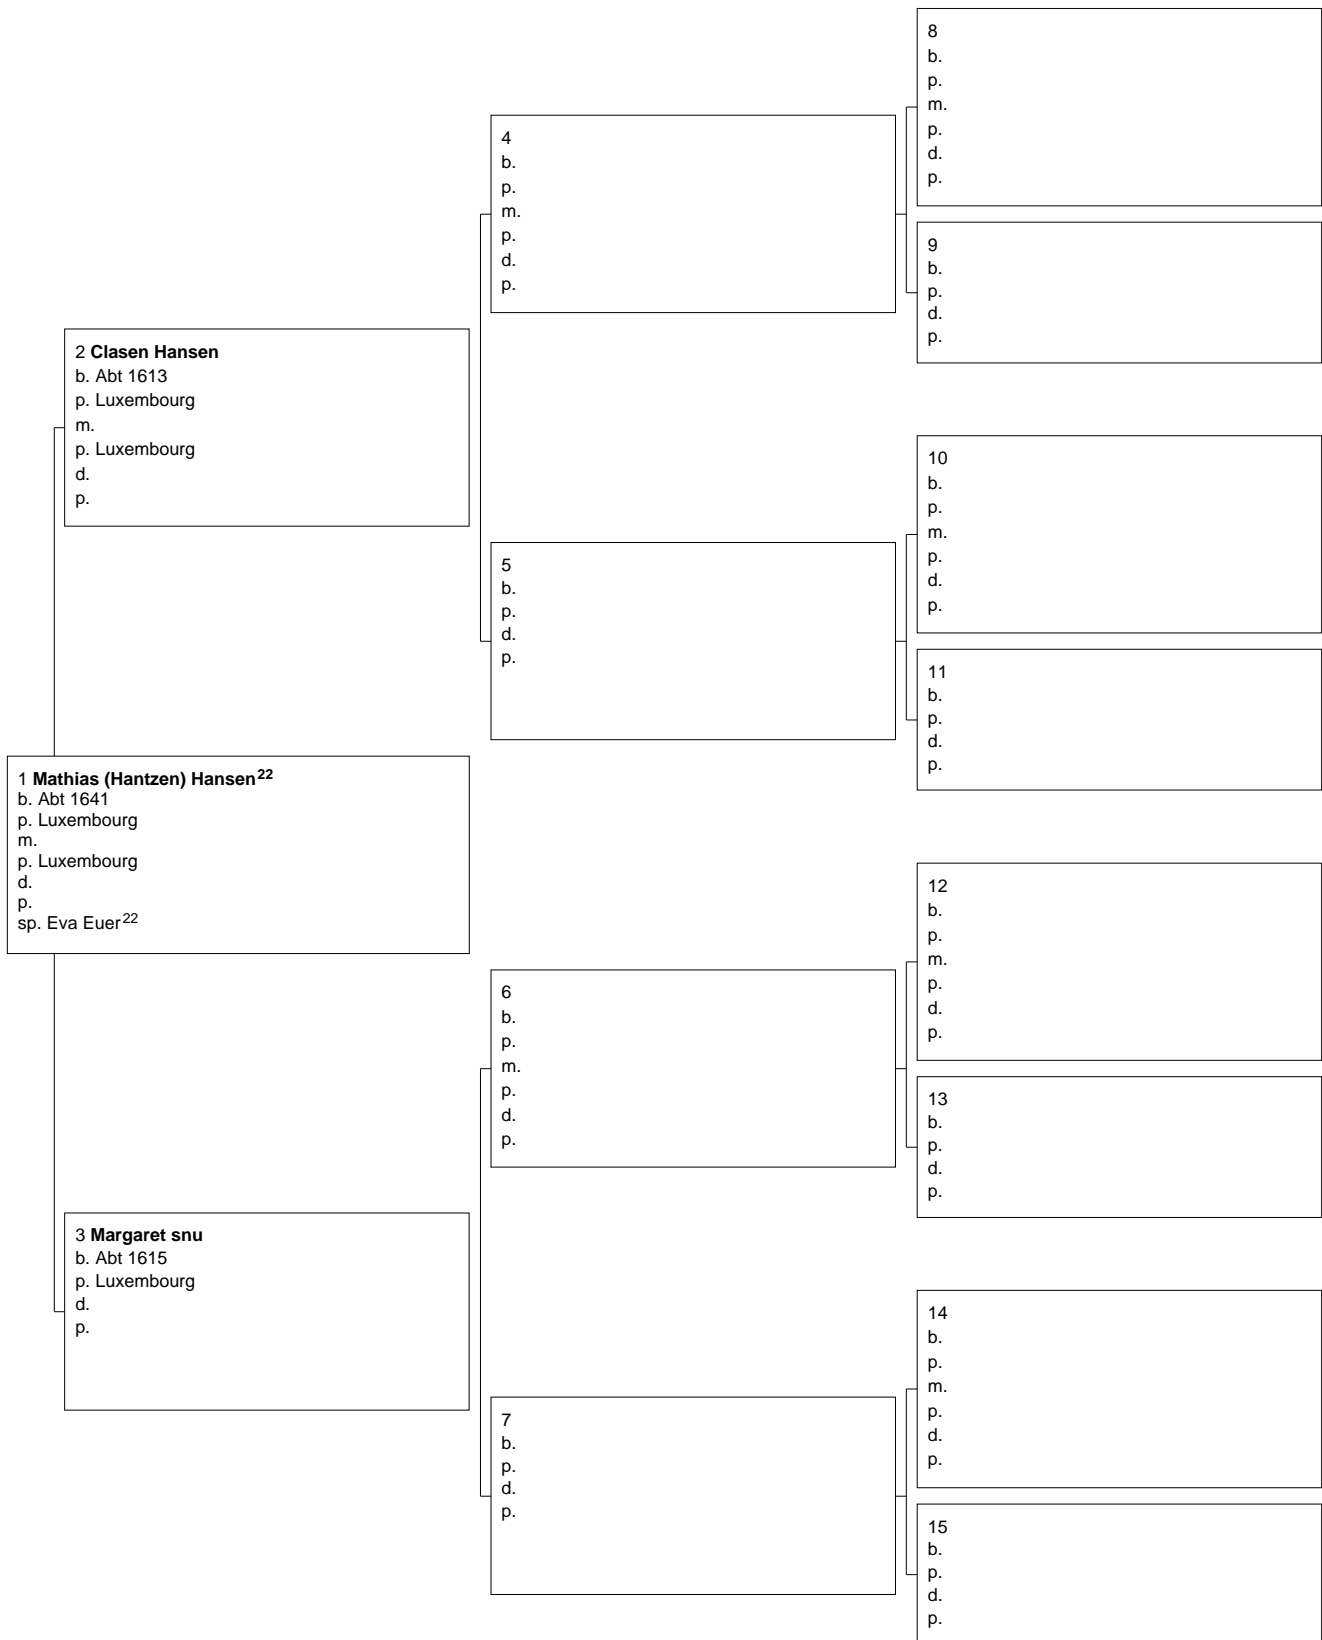 8
b.
p.
m.
p.
d.
p.
4
b.
p.
m.
p.
d.
p.
9
b.
p.
d.
p.
2 Clasen Hansen
b. Abt 1613
p. Luxembourg
m.
p. Luxembourg
d.
p.
10
b.
p.
m.
p.
d.
p.
5
b.
p.
d.
p.
11
b.
p.
d.
p.
1 Mathias (Hantzen) Hansen22
b. Abt 1641
p. Luxembourg
m.
p. Luxembourg
d.
p.
sp. Eva Euer22
12
b.
p.
m.
p.
d.
p.
6
b.
p.
m.
p.
d.
p.
13
b.
p.
d.
p.
3 Margaret snu
b. Abt 1615
p. Luxembourg
d.
p.
14
b.
p.
m.
p.
d.
p.
7
b.
p.
d.
p.
15
b.
p.
d.
p.